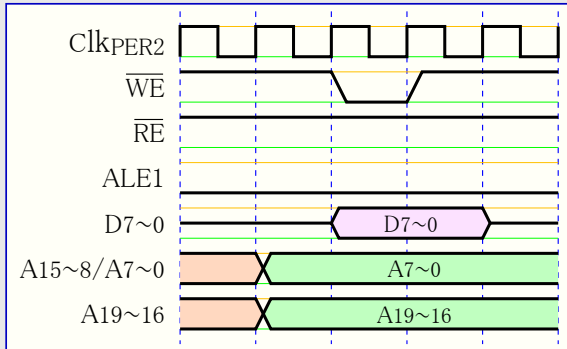 ClkPER2
WE
RE
ALE1
D7~0 D7~0
A15~8/A7~0 A7~0
A19~16 A19~16